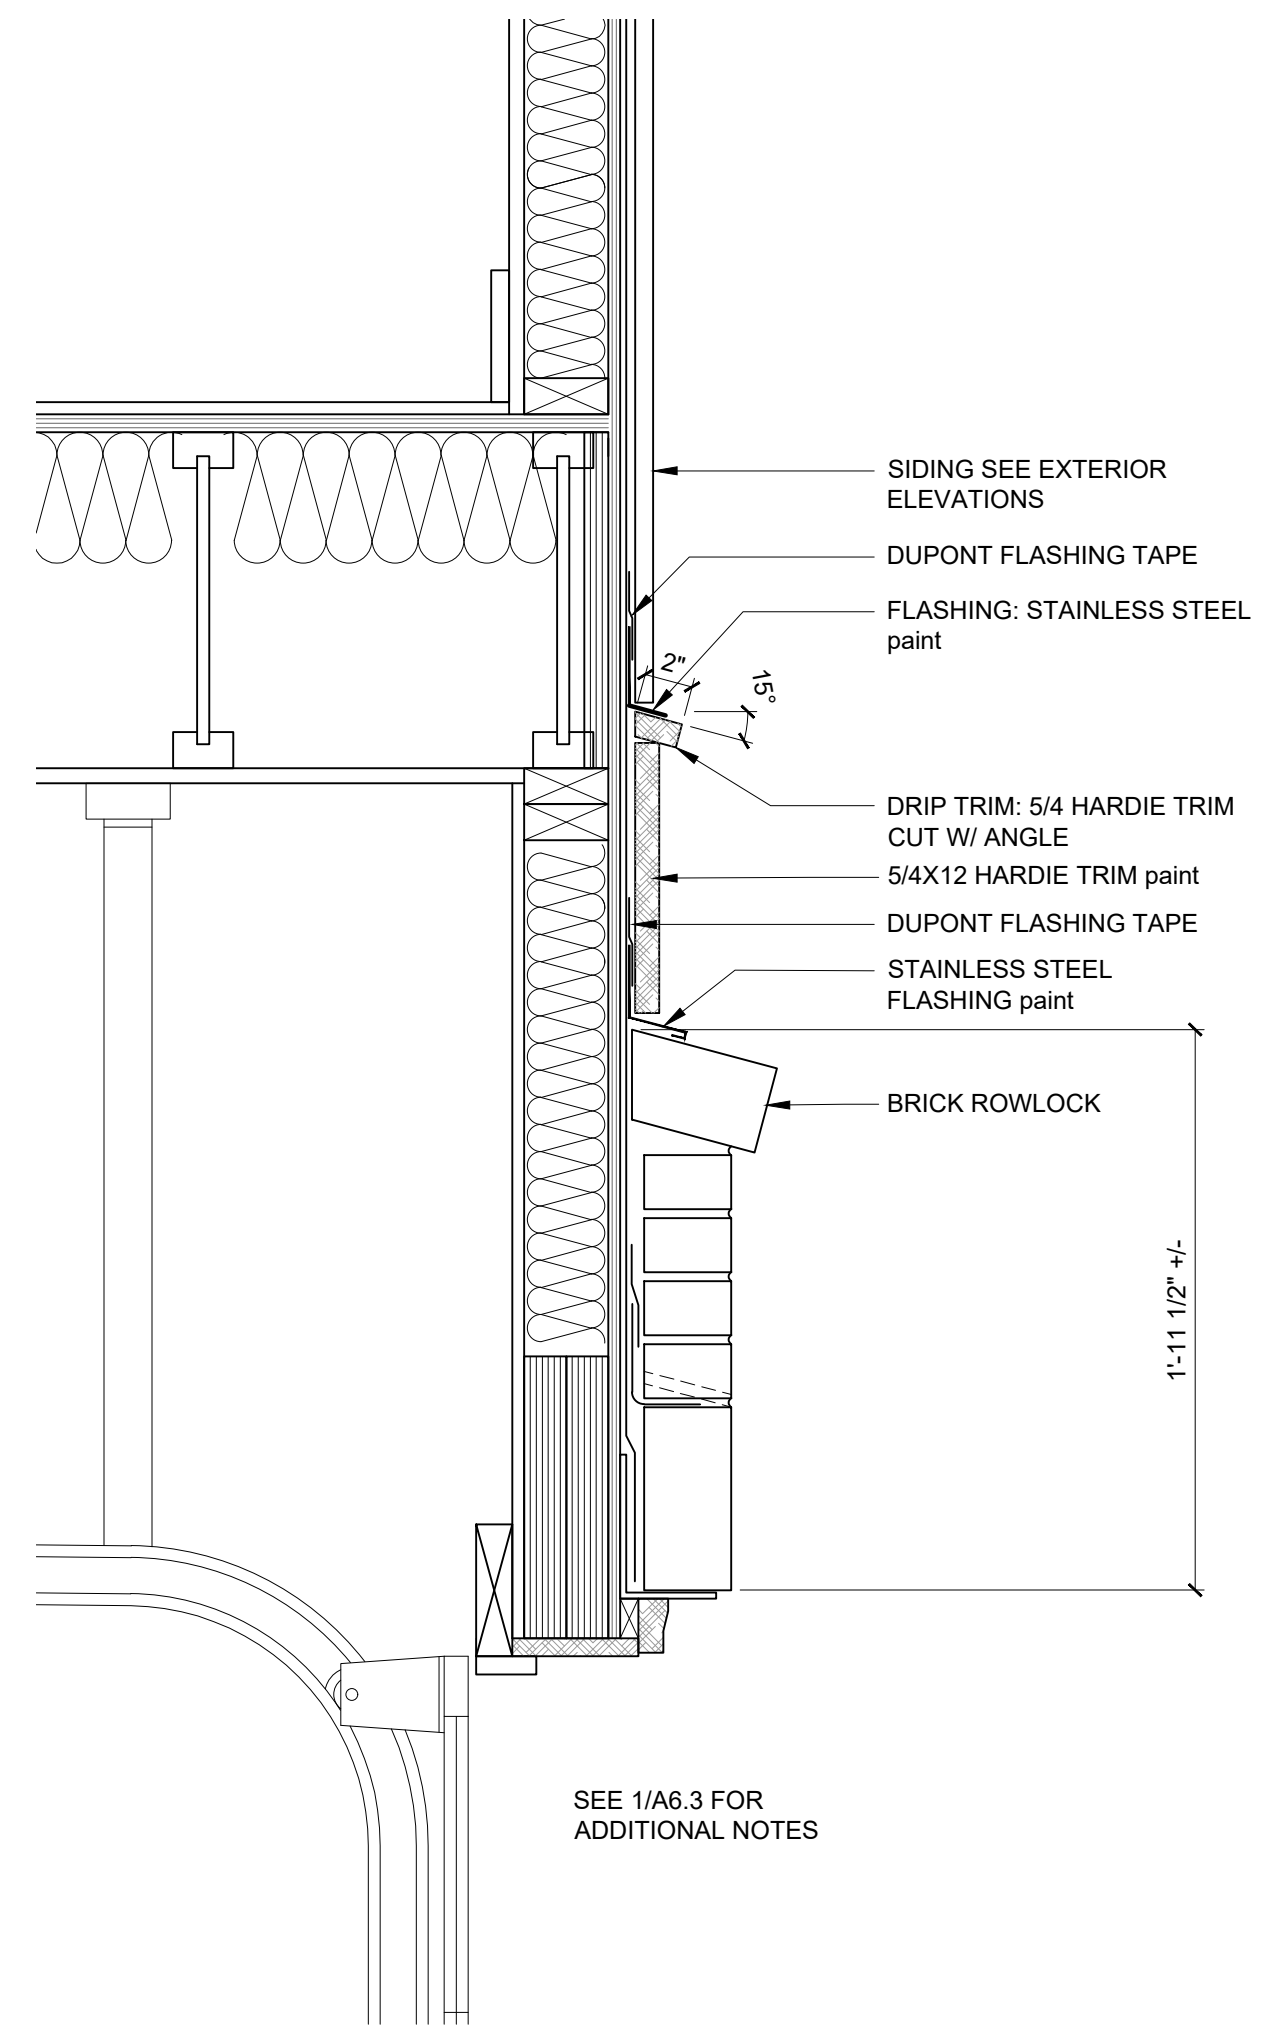 SIDING SEE EXTERIOR
ELEVATIONS
DUPONT FLASHING TAPE
FLASHING: STAINLESS STEEL
paint
2"
15°
DRIP TRIM: 5/4 HARDIE TRIM
CUT W/ ANGLE
5/4X12 HARDIE TRIM paint
DUPONT FLASHING TAPE
STAINLESS STEEL
FLASHING paint
BRICK ROWLOCK
1'-11 1/2" +/-
SEE 1/A6.3 FOR
ADDITIONAL NOTES